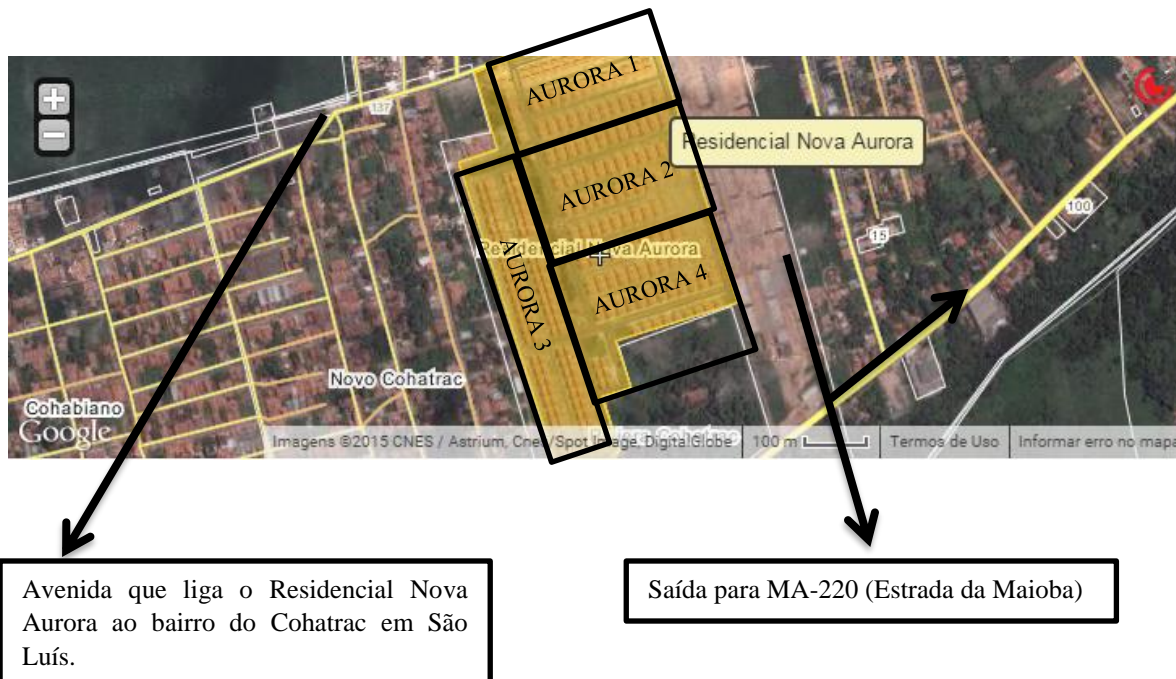 AURORA 1
137
Residencial Nova Aurora
AURORA 2
100
15
Residencial Nova Aurora
AURORA 4
AURORA 3
Novo Cohatrac
Cohabiano
Google
Imagens ©2015 CNES / Astrium, Cnes/Spot Image, DigitalGlobe
100 m
Termos de Uso
Informar erro no mapa
Avenida que liga o Residencial Nova
Aurora ao bairro do Cohatrac em São
Luís.
Saída para MA-220 (Estrada da Maioba)